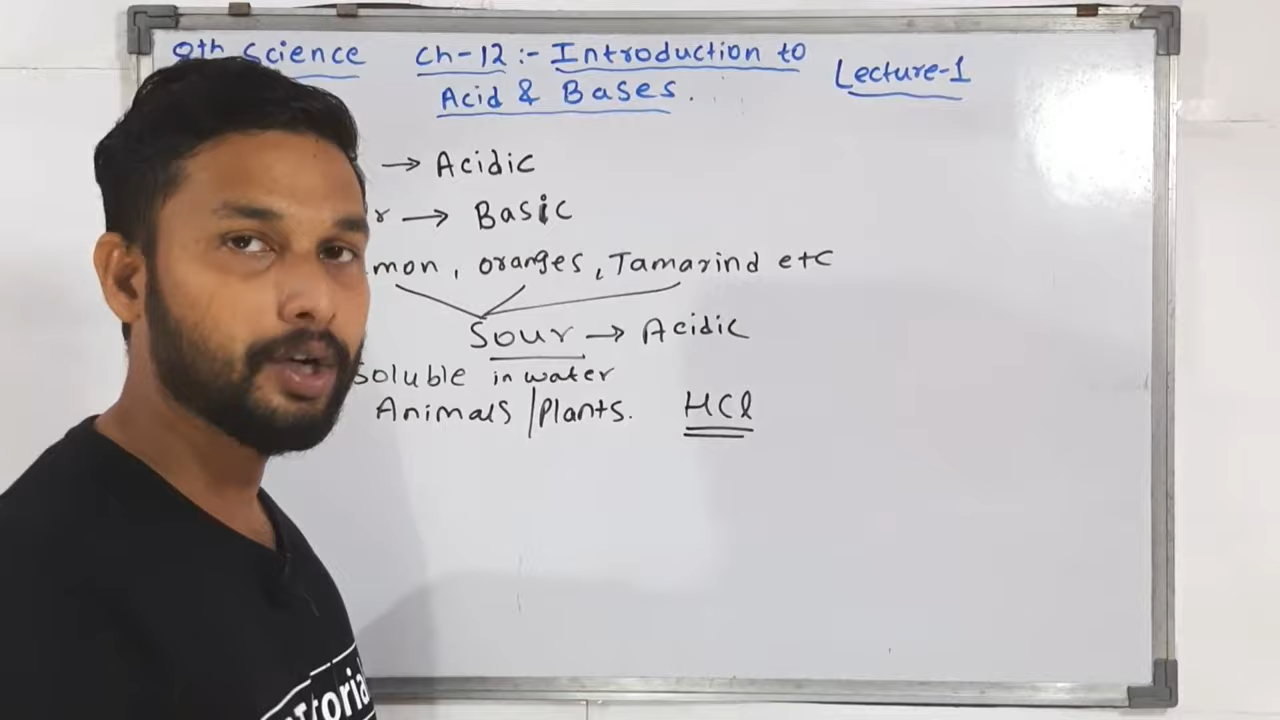 8th Science Ch-12 :- Introduction to Lecture-1
Acid & Bases.
→ Acidic
r → Basic
mon, oranges, Tamarind etc
Sour → Acidic
Soluble in water
Animals/Plants. HCl
torial